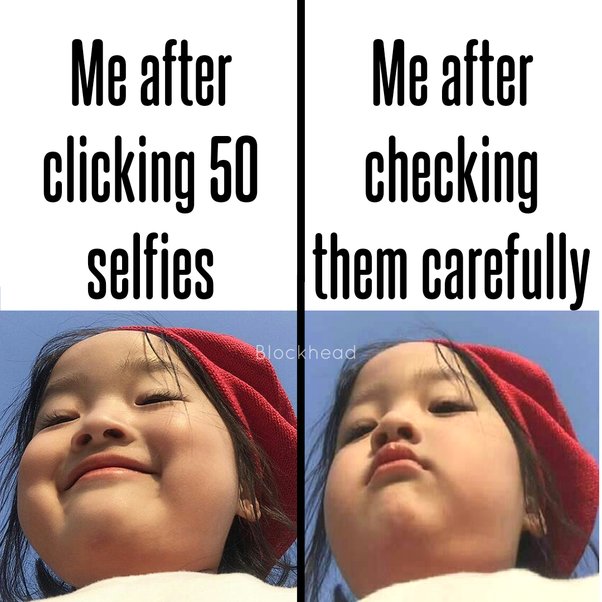 Me after
clicking 50
selfies
Me after
checking
them carefully
Blockhead